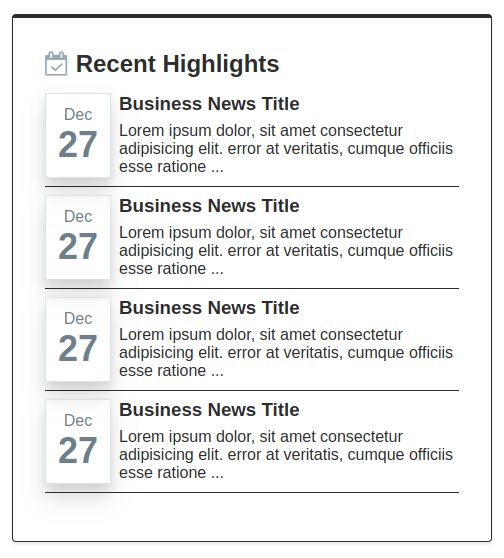 Recent Highlights
Dec
27
Business News Title
Lorem ipsum dolor, sit amet consectetur
adipisicing elit. error at veritatis, cumque officiis
esse ratione ...
Dec
27
Business News Title
Lorem ipsum dolor, sit amet consectetur
adipisicing elit. error at veritatis, cumque officiis
esse ratione ...
Dec
27
Business News Title
Lorem ipsum dolor, sit amet consectetur
adipisicing elit. error at veritatis, cumque officiis
esse ratione ...
Dec
27
Business News Title
Lorem ipsum dolor, sit amet consectetur
adipisicing elit. error at veritatis, cumque officiis
esse ratione ...